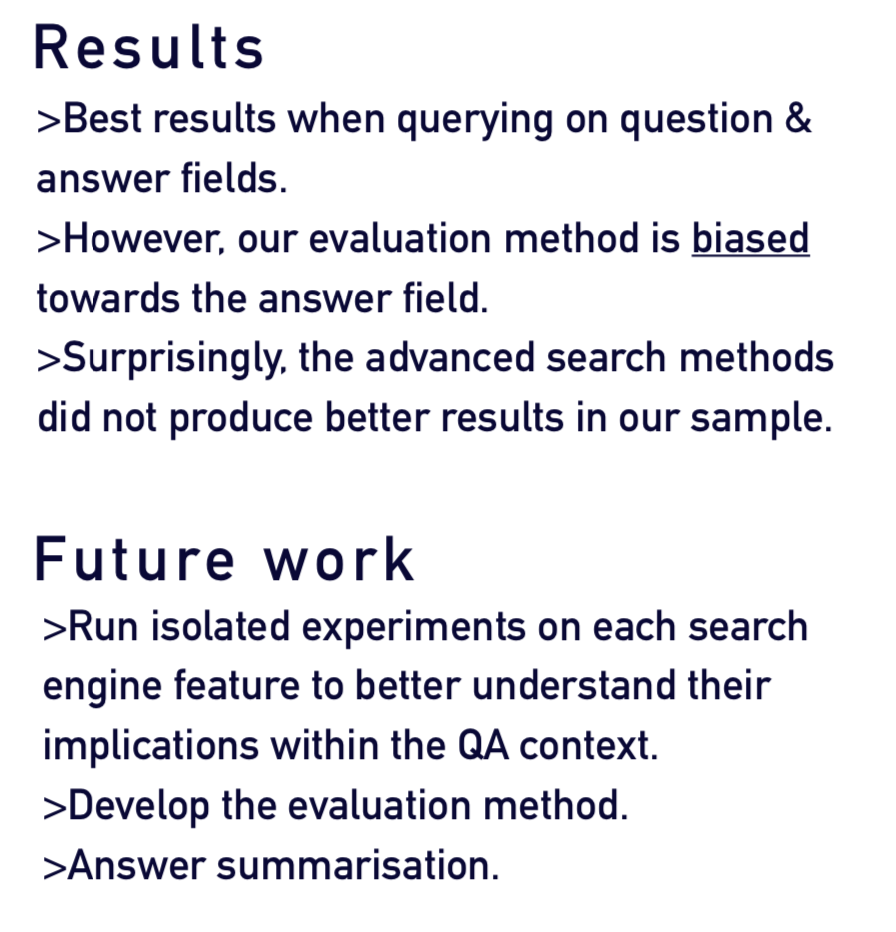 Results
>Best results when querying on question &
answer fields.
>However, our evaluation method is biased
towards the answer field.
>Surprisingly, the advanced search methods
did not produce better results in our sample.
Future work
>Run isolated experiments on each search
engine feature to better understand their
implications within the QA context.
>Develop the evaluation method.
>Answer summarisation.